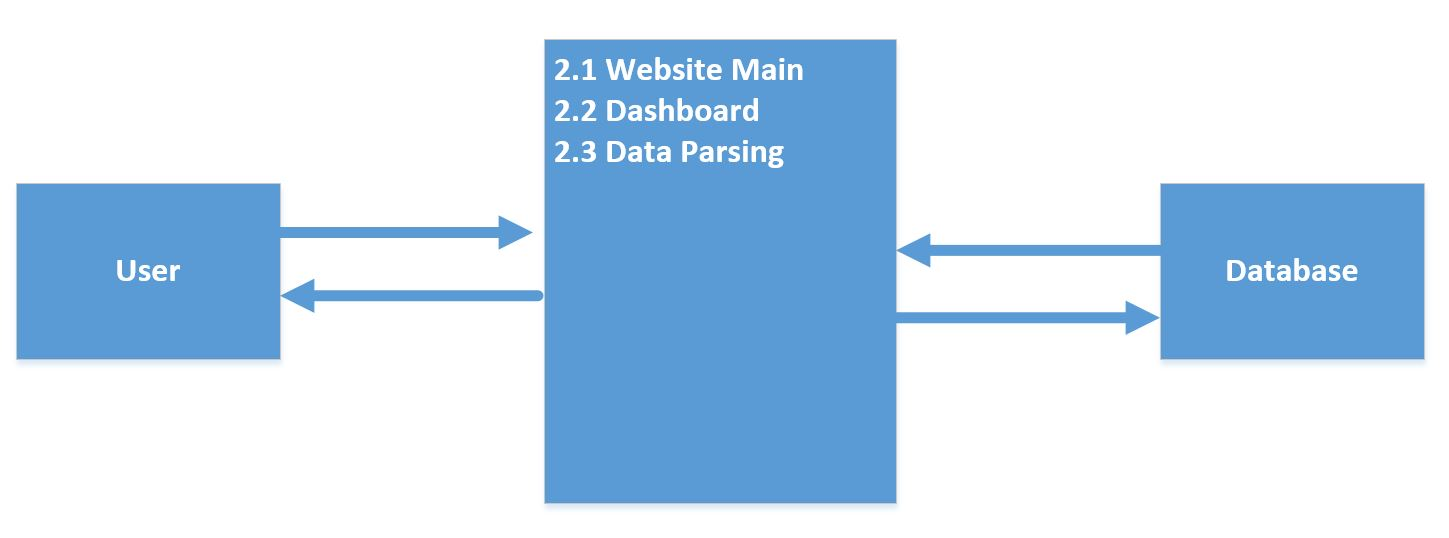 2.1 Website Main
2.2 Dashboard
2.3 Data Parsing
User
Database